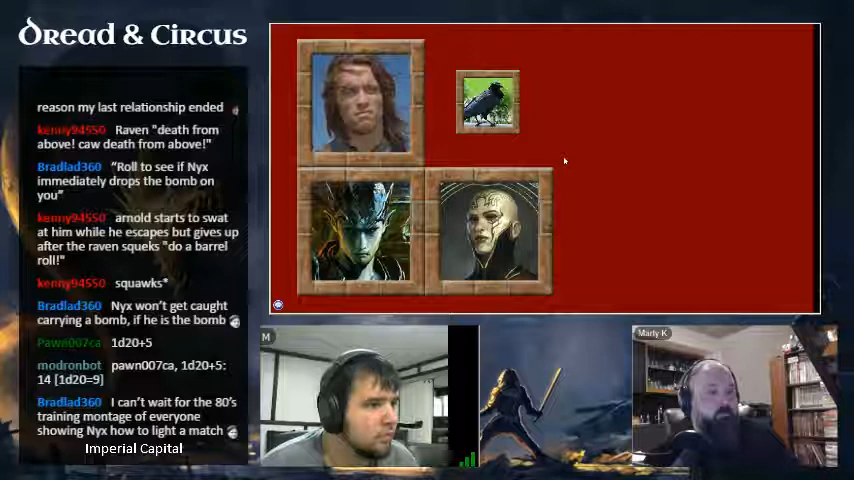 Dread & Circus
reason my last relationship ended
kenny94550 Raven "death from
above! caw death from above!"
Bradlad360 "Roll to see if Nyx
immediately drops the bomb on
you"
kenny94550 arnold starts to swat
at him while he escapes but gives up
after the raven squeks "do a barrel
roll!"
kenny94550 squawks*
Bradlad360 Nyx won't get caught
carrying a bomb, if he is the bomb
Pawn007ca 1d20+5
modronbot pawn007ca, 1d20+5:
14 [1d20=9]
Bradlad360 I can't wait for the 80's
training montage of everyone
showing Nyx how to light a match
Imperial Capital
M
Marly K